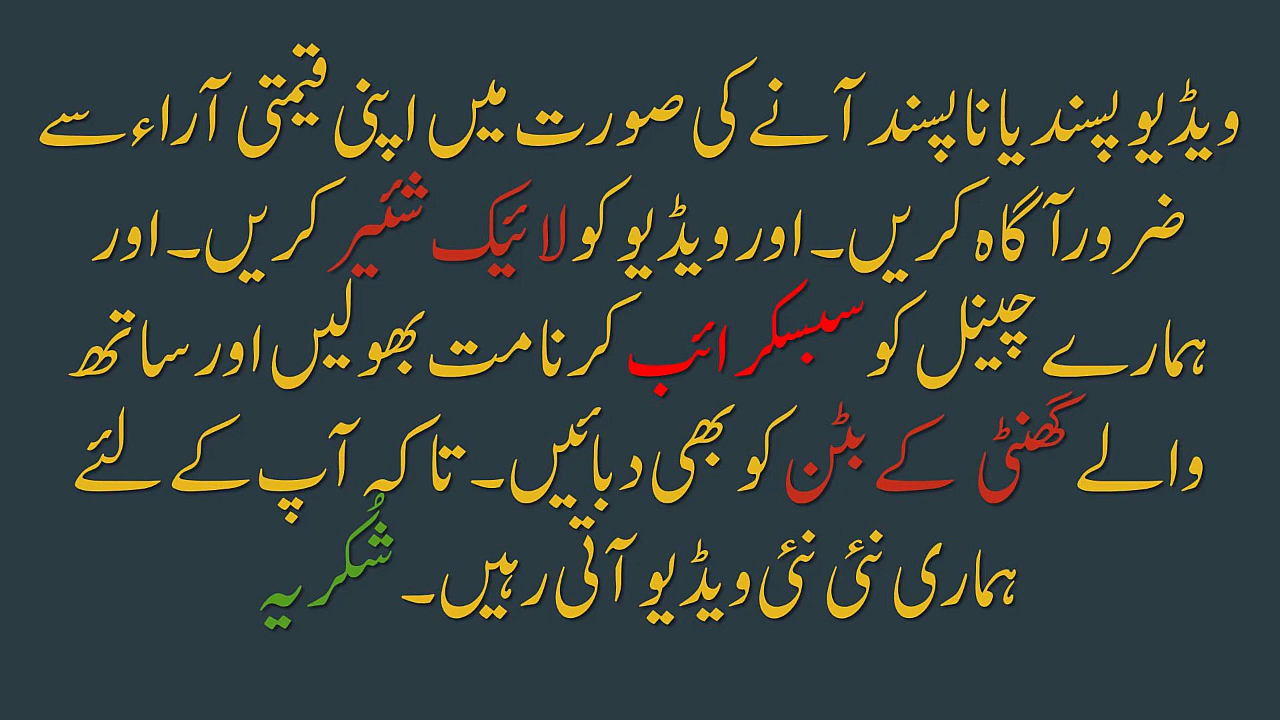 ویڈیو پسند یا ناپسند آنے کی صورت میں اپنی قیمتی آراء سے
ضرور آگاہ کریں۔ اور ویڈیو کو لائیک شئیر کریں۔ اور
ہمارے چینل کو سبسکرائب کرنا مت بھولیں اور ساتھ
والے گھنٹی کے بٹن کو بھی دبائیں۔ تاکہ آپ کے لئے
ہماری نئی نئی ویڈیو آتی رہیں۔ شُکریہ